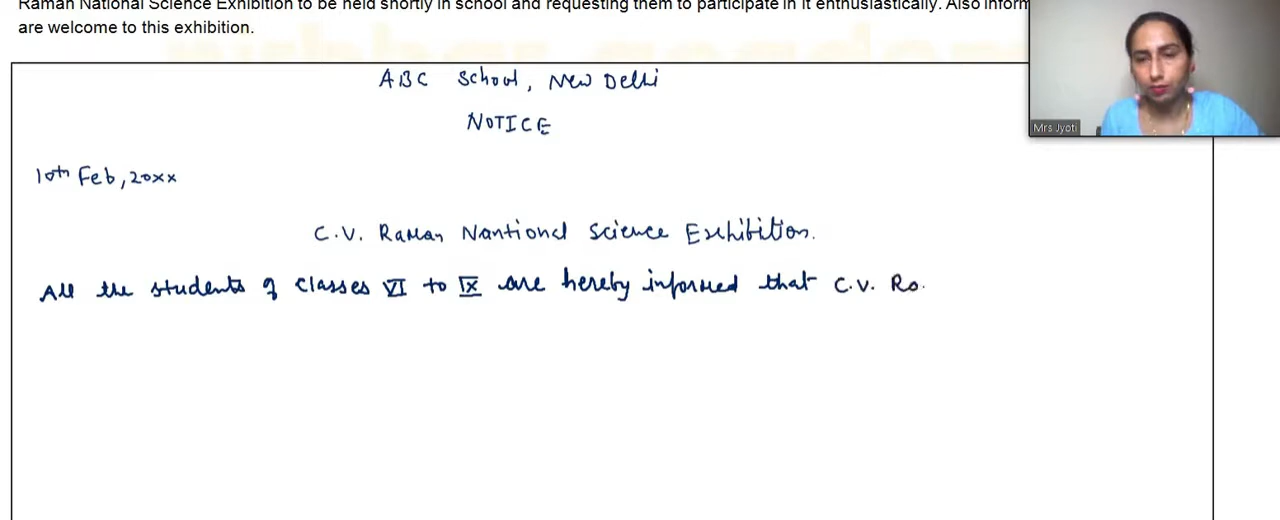 Raman National Science Exhibition to be held shortly in school and requesting them to participate in it enthusiastically. Also inform
are welcome to this exhibition.
ABC School, New Delhi
NOTICE
10th Feb, 20xx
C.V. Raman Nantional Science Exhibition.
All the students of classes VI to IX are hereby informed that C.V. Ra
Mrs Jyoti